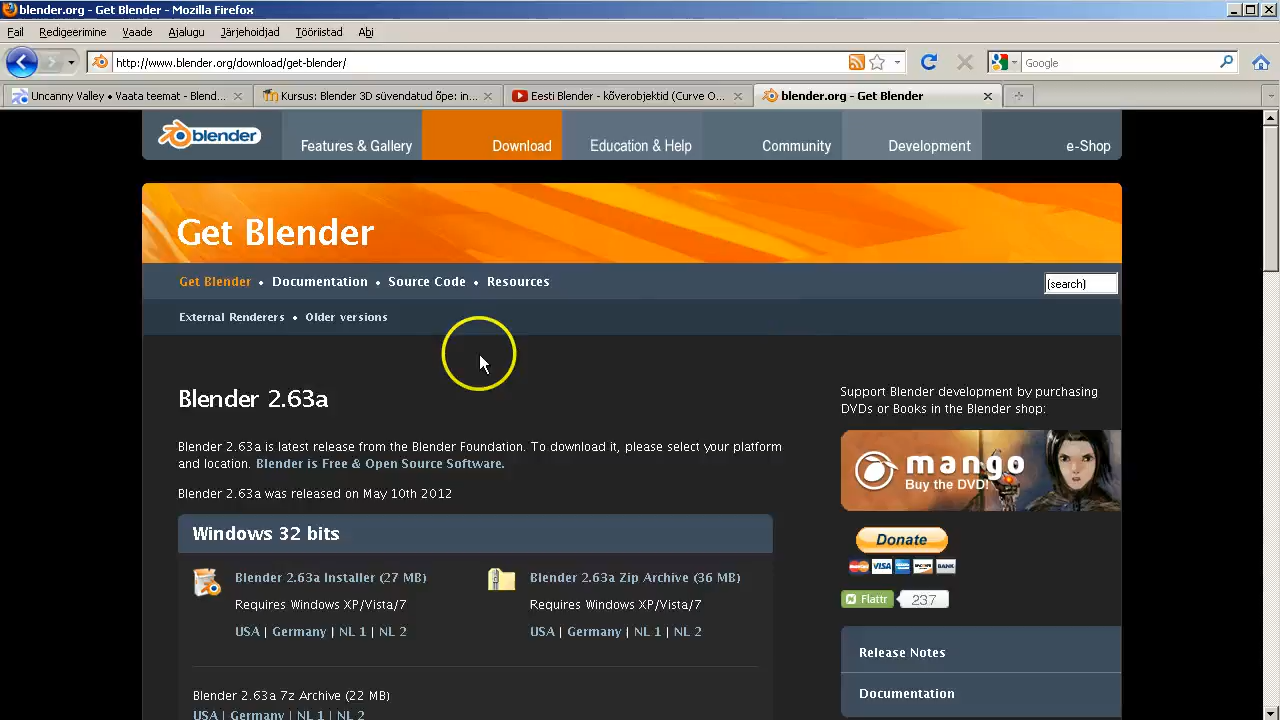 blender.org - Get Blender - Mozilla Firefox
Fail Redigeerimine Vaade Ajalugu Järjehoidjad Tööriistad Abi
http://www.blender.org/download/get-blender/
Google
Uncanny Valley • Vaata teemat - Blend...
Kursus: Blender 3D süvendatud õpe: in...
Eesti Blender - kõverobjektid (Curve O...
blender.org - Get Blender
blender
Features & Gallery
Download
Education & Help
Community
Development
e-Shop
Get Blender
Get Blender • Documentation • Source Code • Resources
(search)
External Renderers • Older versions
Blender 2.63a
Blender 2.63a is latest release from the Blender Foundation. To download it, please select your platform
and location. Blender is Free & Open Source Software.
Blender 2.63a was released on May 10th 2012
Windows 32 bits
Blender 2.63a Installer (27 MB)
Requires Windows XP/Vista/7
USA | Germany | NL 1 | NL 2
Blender 2.63a Zip Archive (36 MB)
Requires Windows XP/Vista/7
USA | Germany | NL 1 | NL 2
Blender 2.63a 7z Archive (22 MB)
USA | Germany | NL 1 | NL 2
Support Blender development by purchasing
DVDs or Books in the Blender shop:
mango
Buy the DVD!
Donate
VISA
BANK
Flattr
237
Release Notes
Documentation